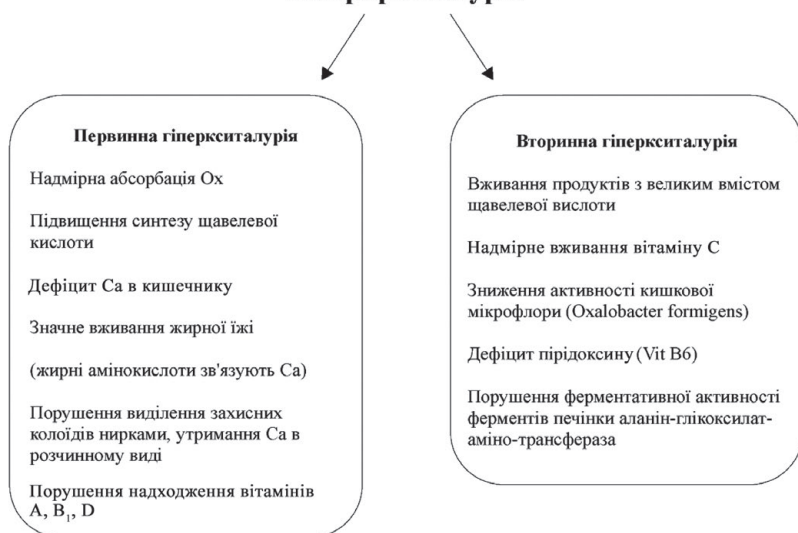 Первинна гіперкситалурія
Надмірна абсорбація Ох
Підвищення синтезу щавелевої
кислоти
Дефіцит Са в кишечнику
Значне вживання жирної їжі
(жирні амінокислоти зв'язують Са)
Порушення виділення захисних
колоїдів нирками, утримання Са в
розчинному виді
Порушення надходження вітамінів
А, В₁, D
Вторинна гіперкситалурія
Вживання продуктів з великим вмістом
щавелевої вислоти
Надмірне вживання вітаміну С
Зниження активності кишкової
мікрофлори (Oxalobacter formigens)
Дефіцит пірідоксину (Vit B6)
Порушення ферментативної активності
ферментів печінки аланін-глікоксилат-
аміно-трансфераза